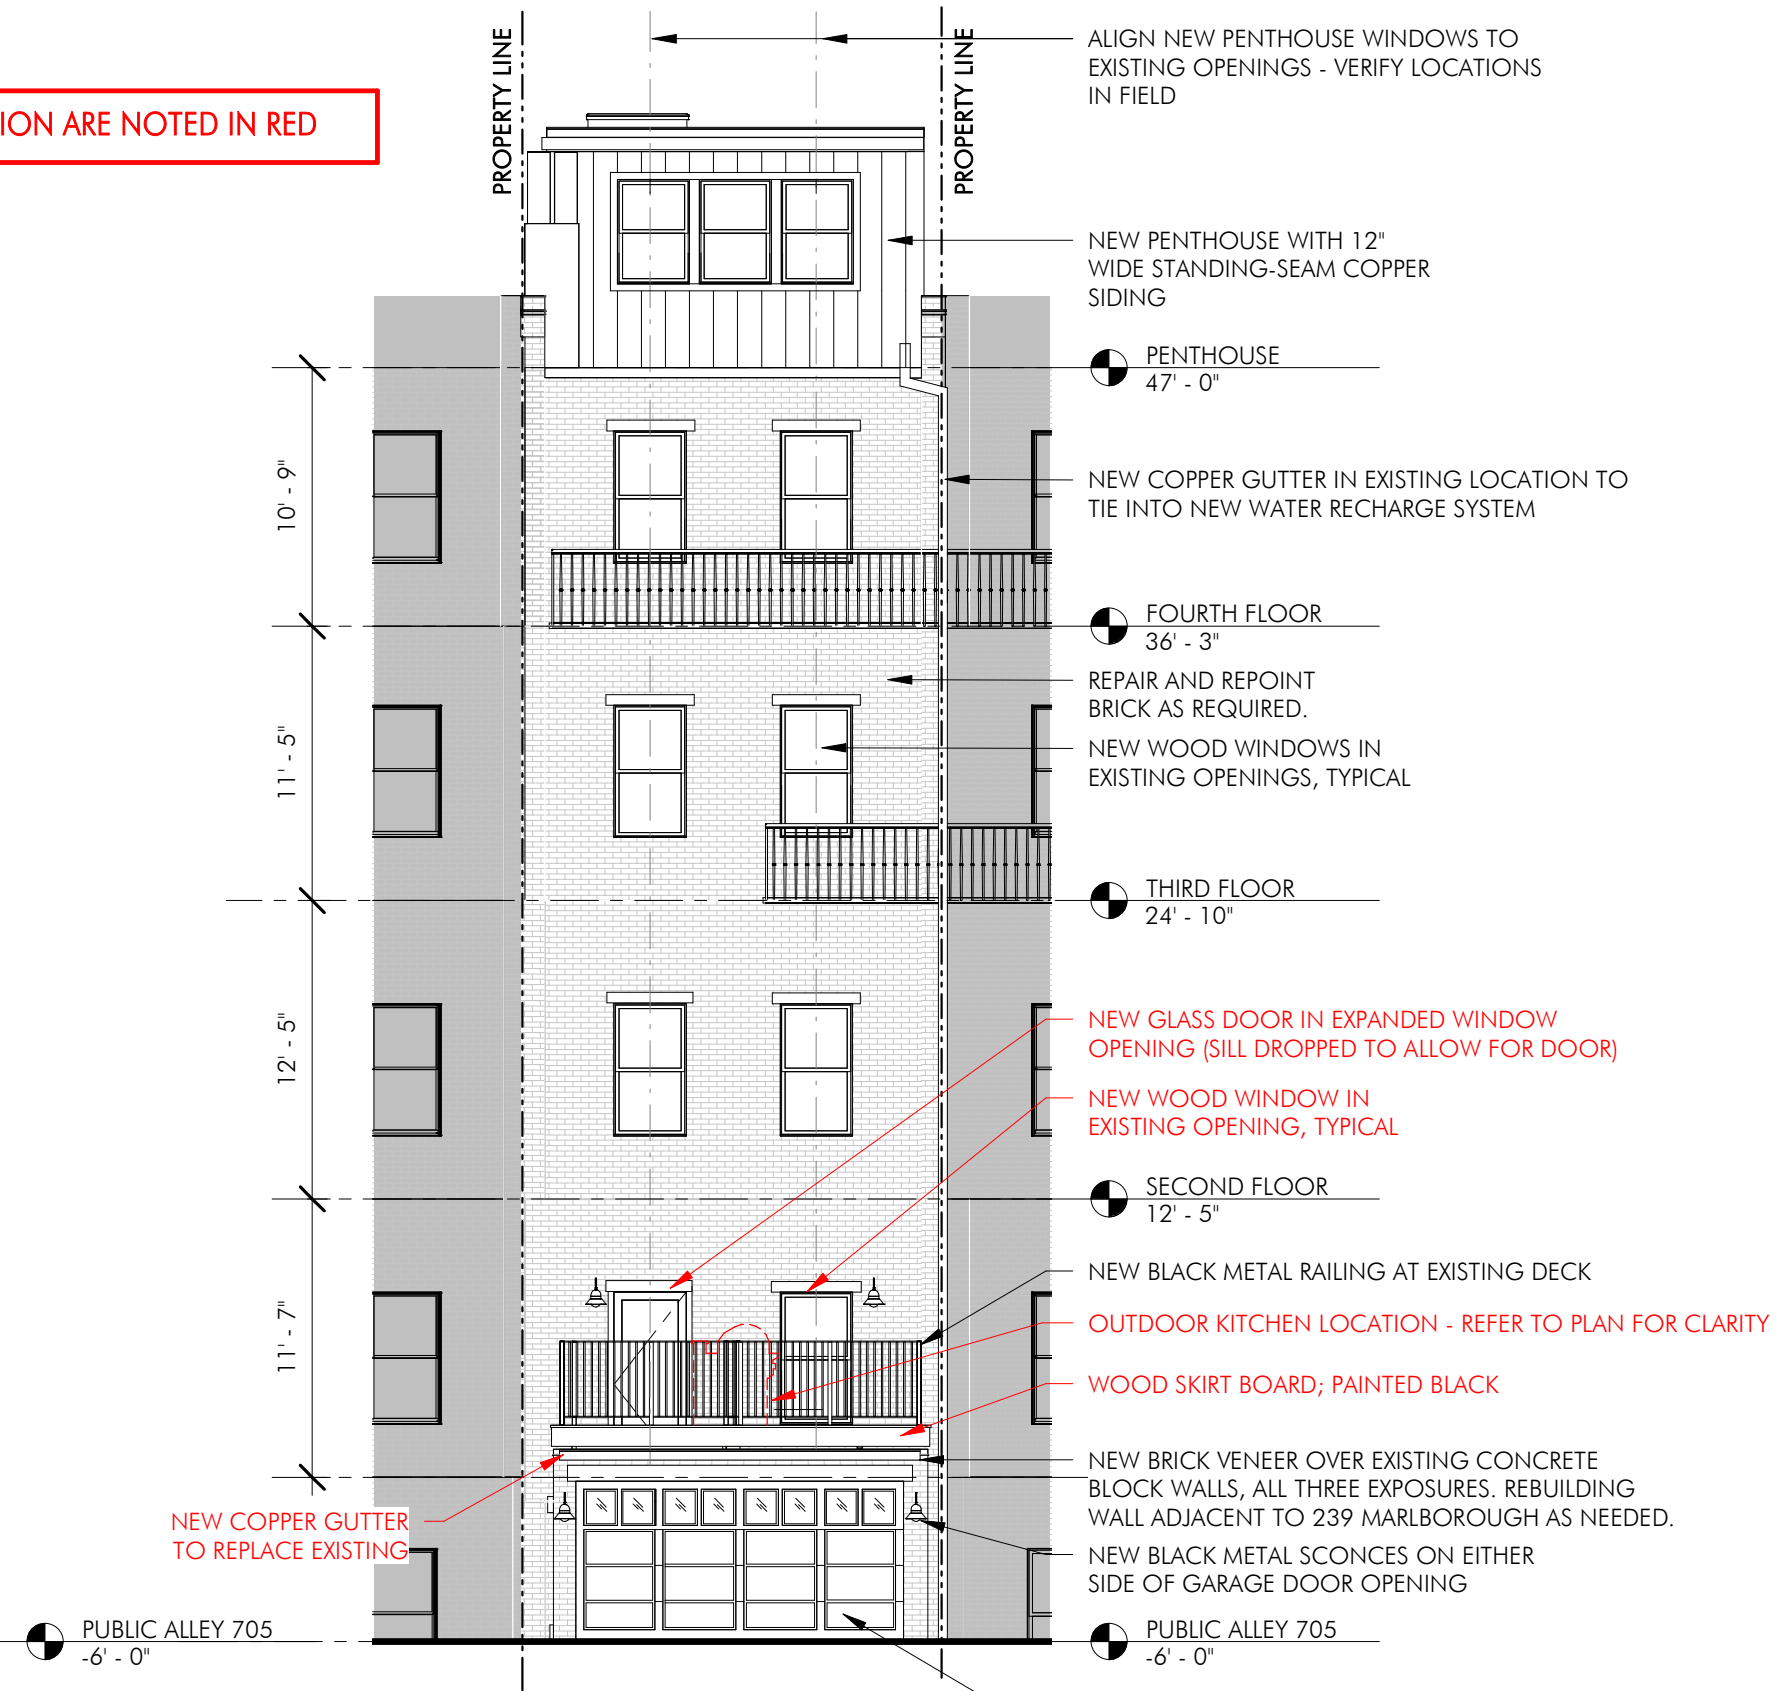 ION ARE NOTED IN RED
PROPERTY LINE
PROPERTY LINE
ALIGN NEW PENTHOUSE WINDOWS TO
EXISTING OPENINGS - VERIFY LOCATIONS
IN FIELD
NEW PENTHOUSE WITH 12"
WIDE STANDING-SEAM COPPER
SIDING
PENTHOUSE
47' - 0"
10' - 9"
NEW COPPER GUTTER IN EXISTING LOCATION TO
TIE INTO NEW WATER RECHARGE SYSTEM
FOURTH FLOOR
36' - 3"
REPAIR AND REPOINT
BRICK AS REQUIRED.
11' - 5"
NEW WOOD WINDOWS IN
EXISTING OPENINGS, TYPICAL
THIRD FLOOR
24' - 10"
12' - 5"
NEW GLASS DOOR IN EXPANDED WINDOW
OPENING (SILL DROPPED TO ALLOW FOR DOOR)
NEW WOOD WINDOW IN
EXISTING OPENING, TYPICAL
SECOND FLOOR
12' - 5"
11' - 7"
NEW BLACK METAL RAILING AT EXISTING DECK
OUTDOOR KITCHEN LOCATION - REFER TO PLAN FOR CLARITY
WOOD SKIRT BOARD; PAINTED BLACK
NEW BRICK VENEER OVER EXISTING CONCRETE
BLOCK WALLS, ALL THREE EXPOSURES. REBUILDING
WALL ADJACENT TO 239 MARLBOROUGH AS NEEDED.
NEW COPPER GUTTER
TO REPLACE EXISTING
NEW BLACK METAL SCONCES ON EITHER
SIDE OF GARAGE DOOR OPENING
PUBLIC ALLEY 705
-6' - 0"
PUBLIC ALLEY 705
-6' - 0"